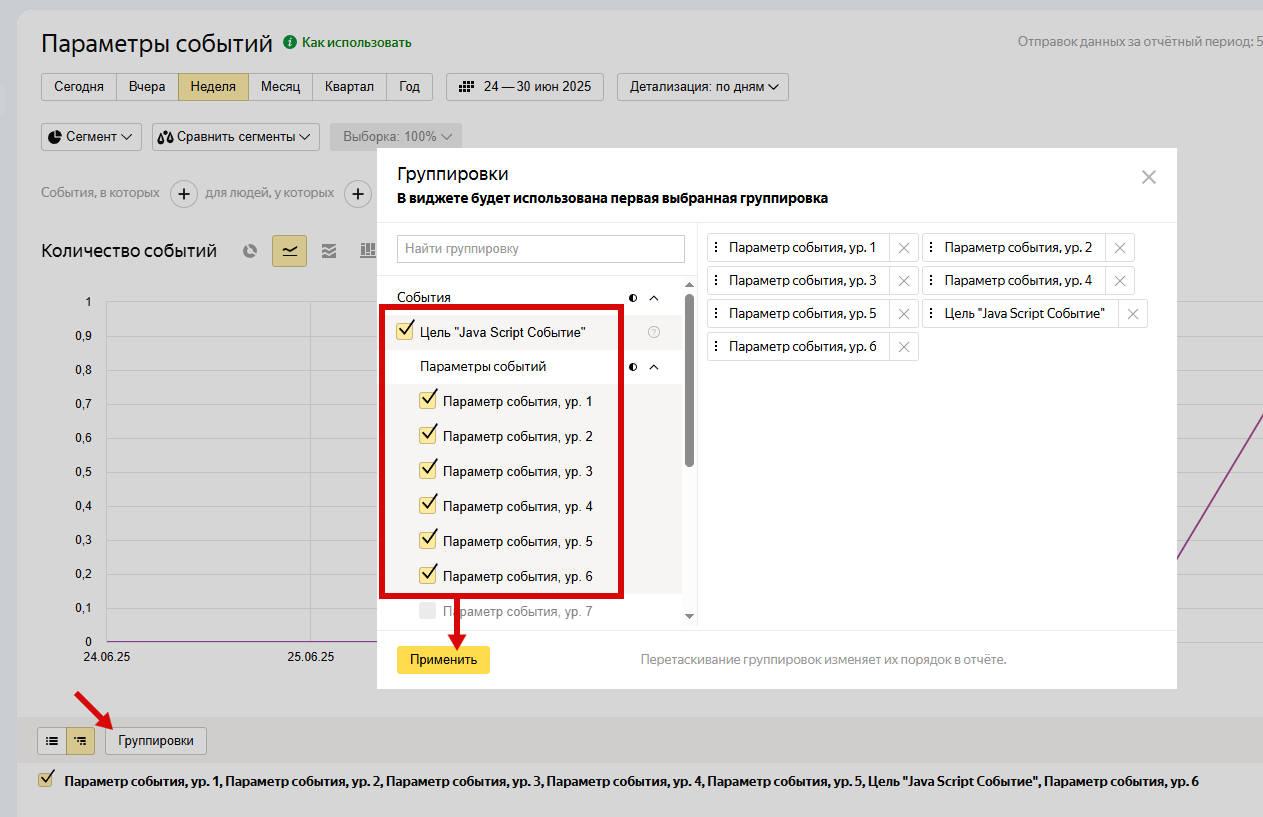 Параметры событий Как использовать
Отправок данных за отчётный период: 5
Сегодня Вчера Неделя Месяц Квартал Год 24 — 30 июн 2025 Детализация: по дням
Сегмент Сравнить сегменты Выборка: 100%
События, в которых + для людей, у которых +
Количество событий
1
0,9
0,8
0,7
0,6
0,5
0,4
0,3
0,2
0,1
0
24.06.25 25.06.25
Группировки
В виджете будет использована первая выбранная группировка
Найти группировку
События
Цель "Java Script Событие"
Параметры событий
Параметр события, ур. 1
Параметр события, ур. 2
Параметр события, ур. 3
Параметр события, ур. 4
Параметр события, ур. 5
Параметр события, ур. 6
Параметр события, ур. 7
Параметр события, ур. 1 Параметр события, ур. 2
Параметр события, ур. 3 Параметр события, ур. 4
Параметр события, ур. 5 Цель "Java Script Событие"
Параметр события, ур. 6
Применить
Перетаскивание группировок изменяет их порядок в отчёте.
Группировки
Параметр события, ур. 1, Параметр события, ур. 2, Параметр события, ур. 3, Параметр события, ур. 4, Параметр события, ур. 5, Цель "Java Script Событие", Параметр события, ур. 6